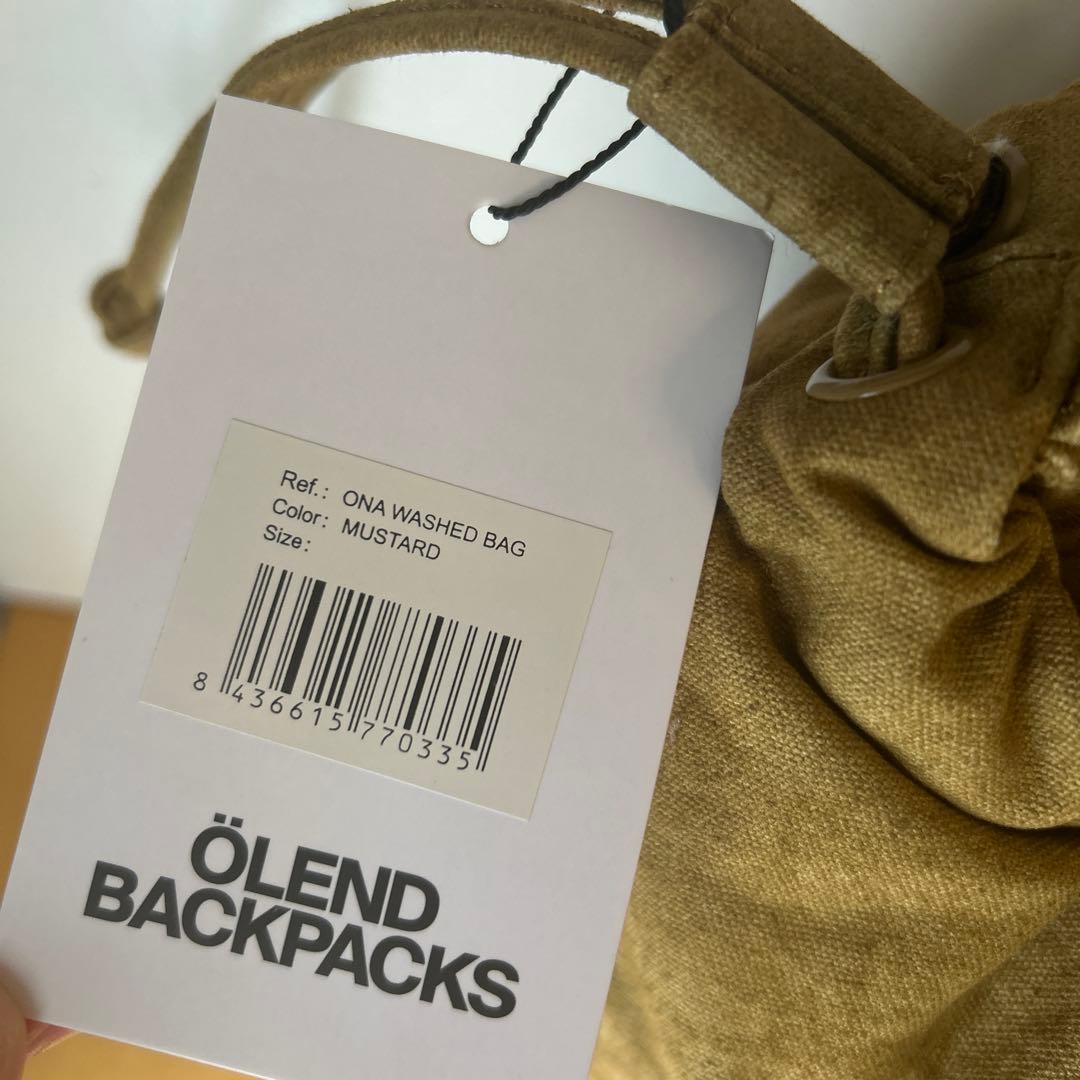 Ref.: ONA WASHED BAG
Color: MUSTARD
Size:
8 436615 770335
ÖLEND
BACKPACKS